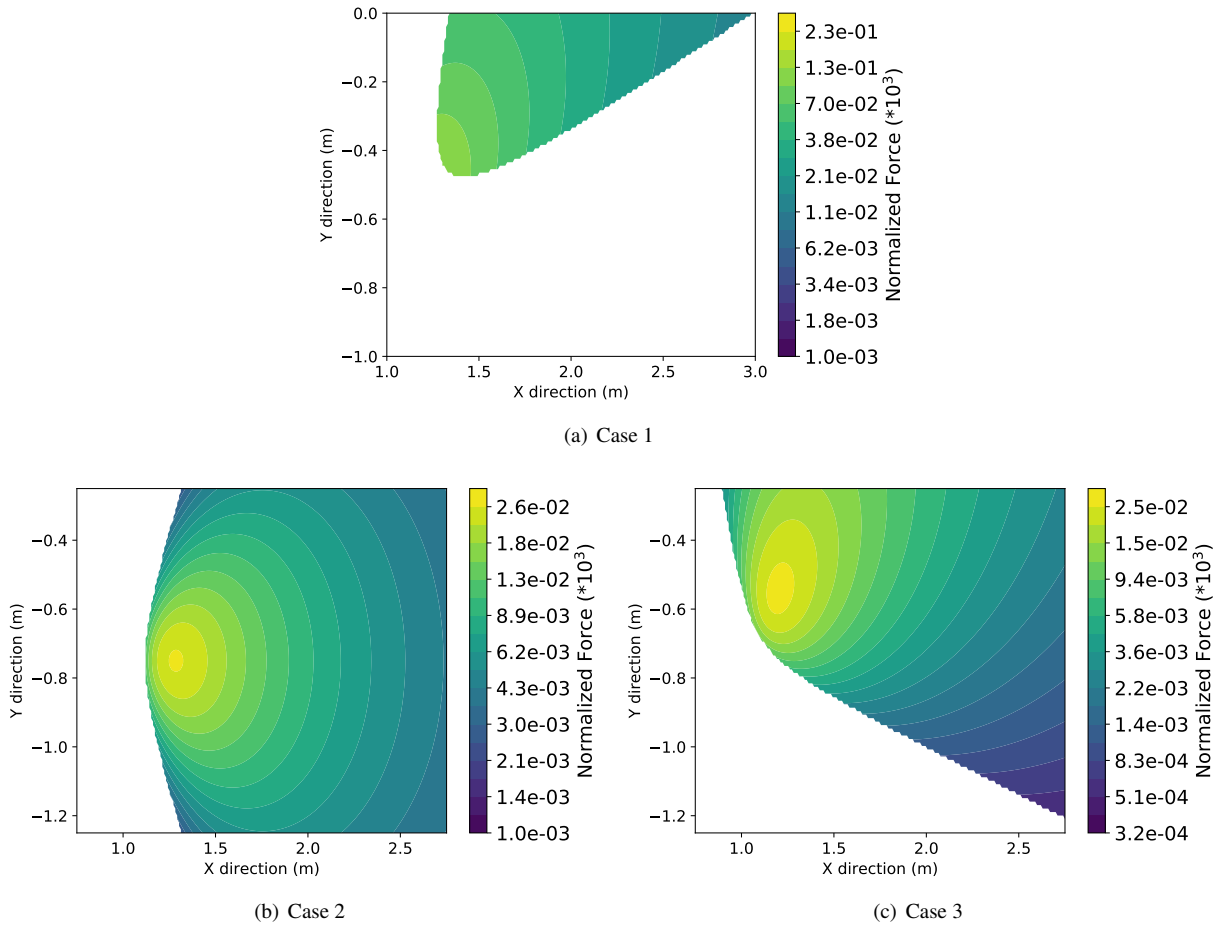 0.0
−0.2
−0.4
−0.6
−0.8
−1.0
Y direction (m)
1.0 1.5 2.0 2.5 3.0
X direction (m)
2.3e-01
1.3e-01
7.0e-02
3.8e-02
2.1e-02
1.1e-02
6.2e-03
3.4e-03
1.8e-03
1.0e-03
Normalized Force (*10³)
(a) Case 1
−0.4
−0.6
−0.8
−1.0
−1.2
Y direction (m)
1.0 1.5 2.0 2.5
X direction (m)
2.6e-02
1.8e-02
1.3e-02
8.9e-03
6.2e-03
4.3e-03
3.0e-03
2.1e-03
1.4e-03
1.0e-03
Normalized Force (*10³)
(b) Case 2
−0.4
−0.6
−0.8
−1.0
−1.2
Y direction (m)
1.0 1.5 2.0 2.5
X direction (m)
2.5e-02
1.5e-02
9.4e-03
5.8e-03
3.6e-03
2.2e-03
1.4e-03
8.3e-04
5.1e-04
3.2e-04
Normalized Force (*10³)
(c) Case 3